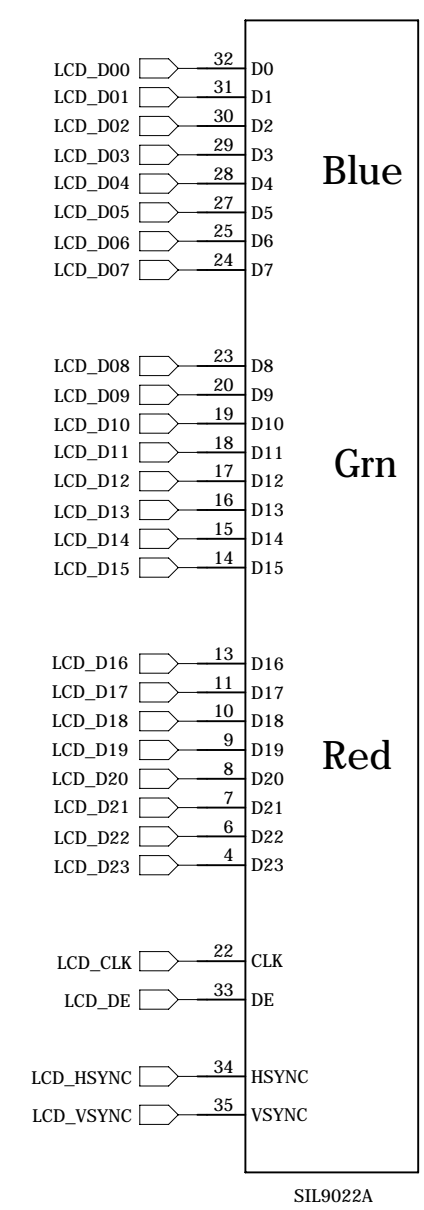 LCD_D00 32 D0
LCD_D01 31 D1
LCD_D02 30 D2
LCD_D03 29 D3
LCD_D04 28 D4
Blue
LCD_D05 27 D5
LCD_D06 25 D6
LCD_D07 24 D7
LCD_D08 23 D8
LCD_D09 20 D9
LCD_D10 19 D10
LCD_D11 18 D11
Grn
LCD_D12 17 D12
LCD_D13 16 D13
LCD_D14 15 D14
LCD_D15 14 D15
LCD_D16 13 D16
LCD_D17 11 D17
LCD_D18 10 D18
LCD_D19 9 D19
Red
LCD_D20 8 D20
LCD_D21 7 D21
LCD_D22 6 D22
LCD_D23 4 D23
LCD_CLK 22 CLK
LCD_DE 33 DE
LCD_HSYNC 34 HSYNC
LCD_VSYNC 35 VSYNC
SIL9022A